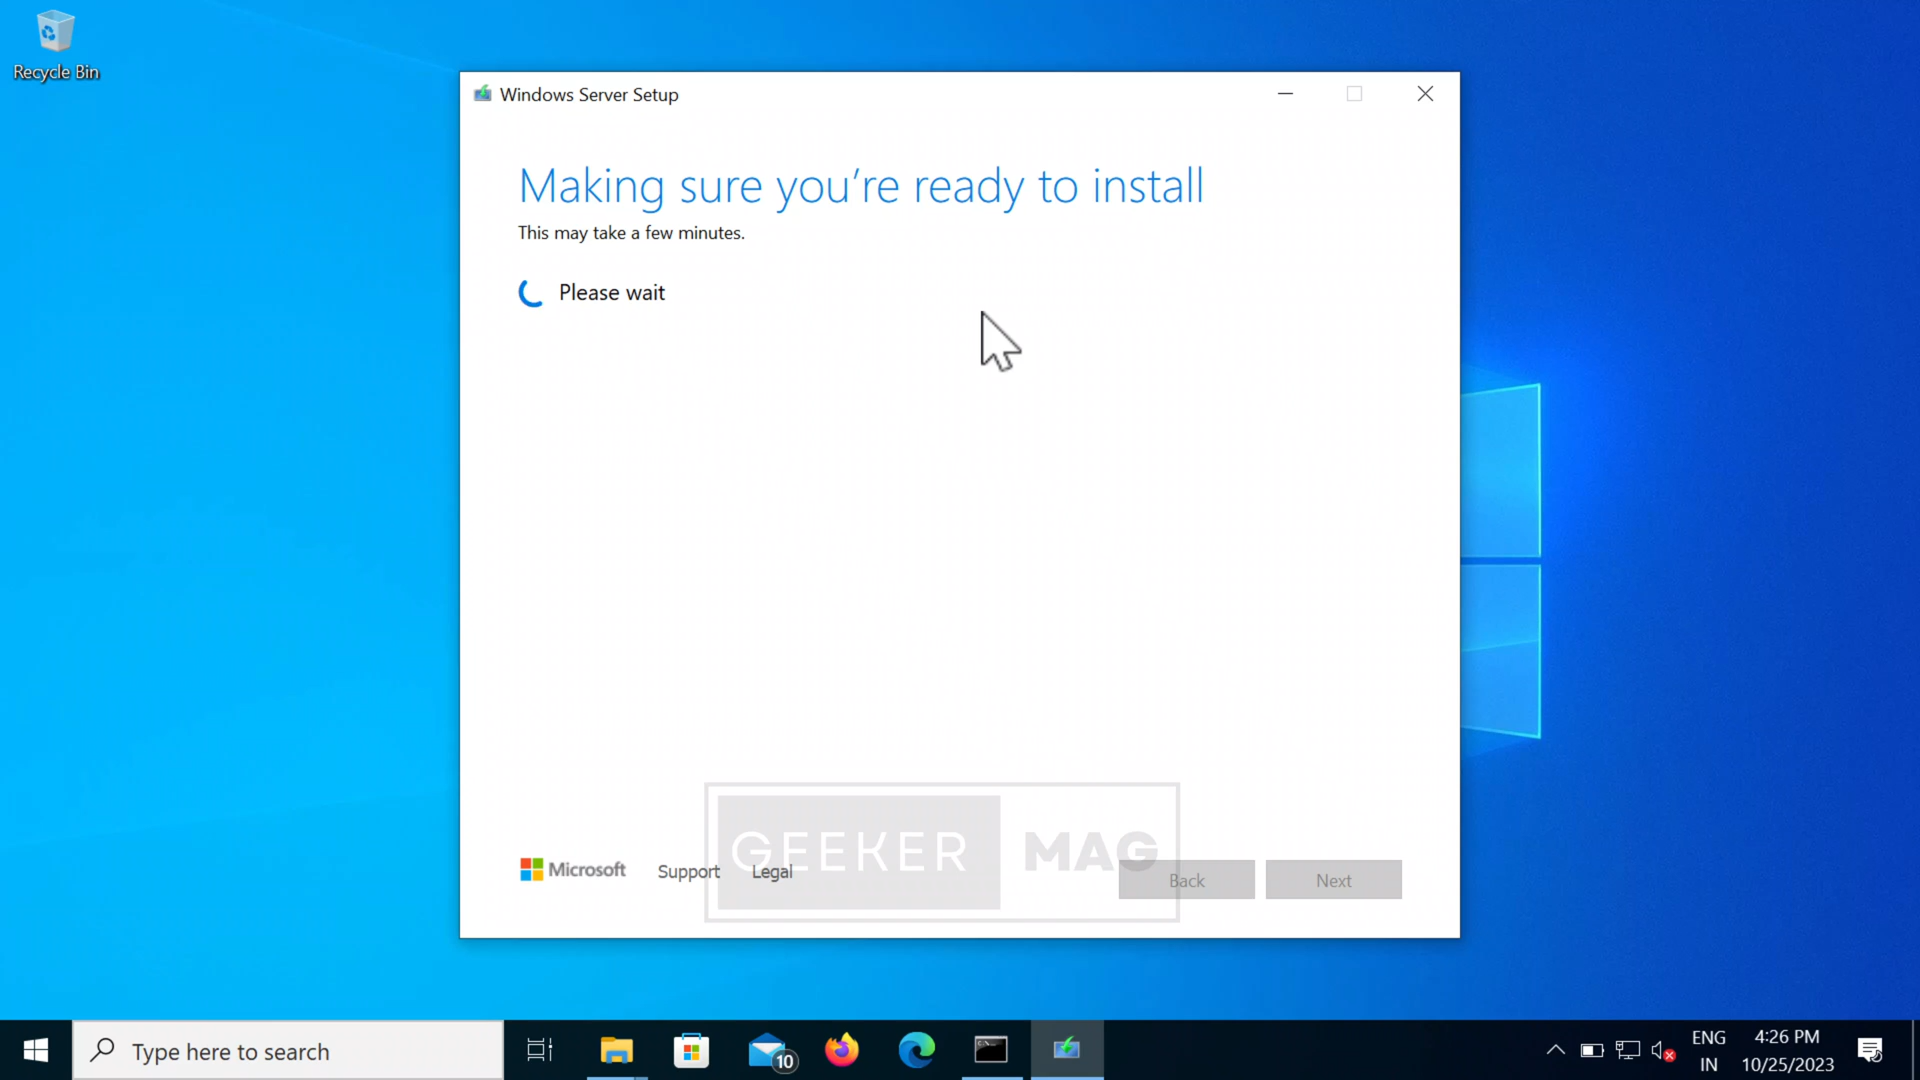 Recycle Bin
Windows Server Setup
Making sure you're ready to install
This may take a few minutes.
Please wait
GEEKER MAG
Microsoft
Support
Legal
Back
Next
Type here to search
10
ENG
IN
4:26 PM
10/25/2023